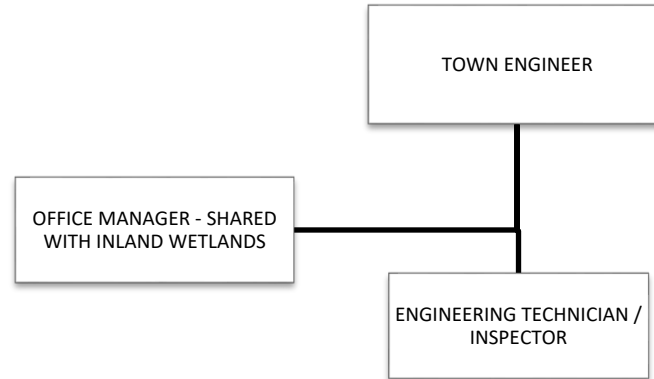 TOWN ENGINEER
OFFICE MANAGER - SHARED
WITH INLAND WETLANDS
ENGINEERING TECHNICIAN /
INSPECTOR